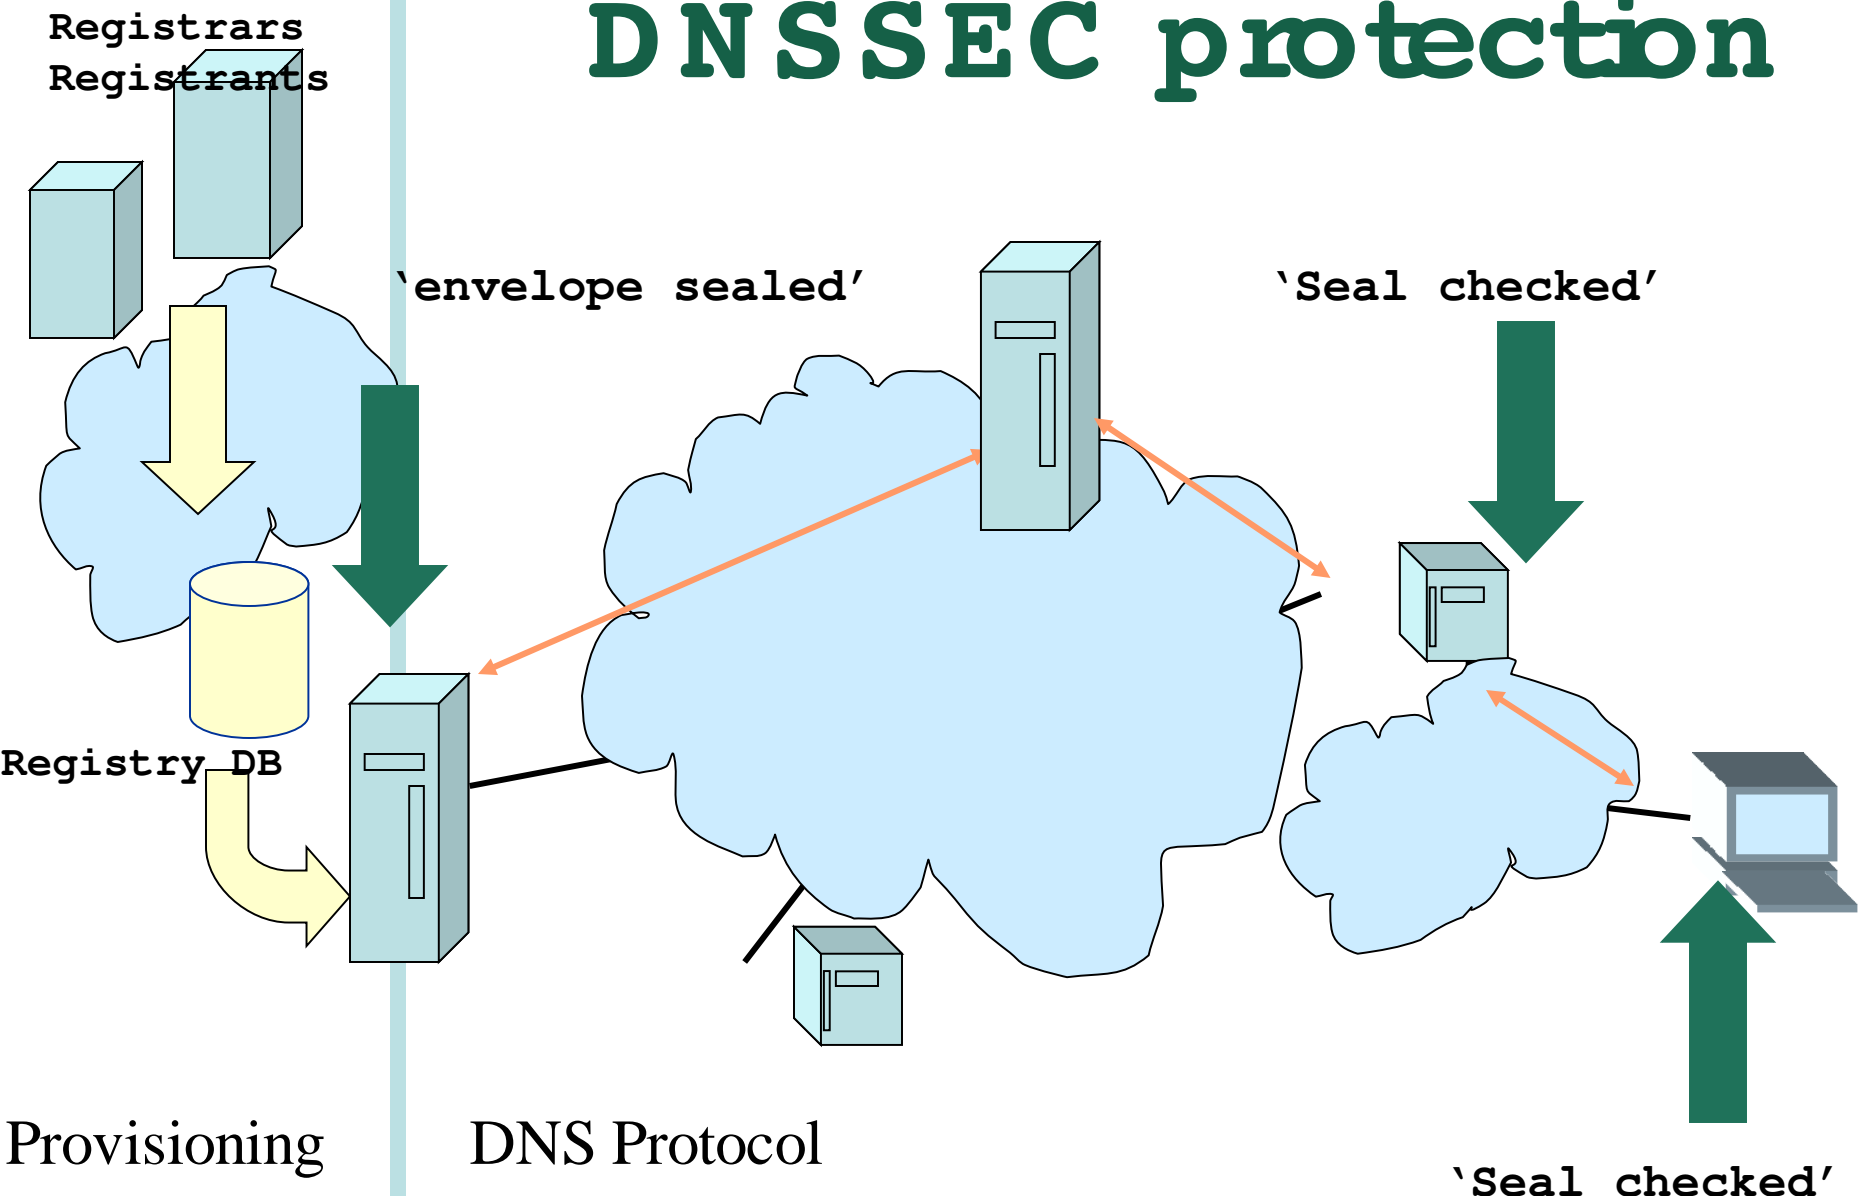 DNSSEC protection
Registrars
Registrants
‘envelope sealed’
‘Seal checked’
Registry DB
Provisioning
DNS Protocol
‘Seal checked’